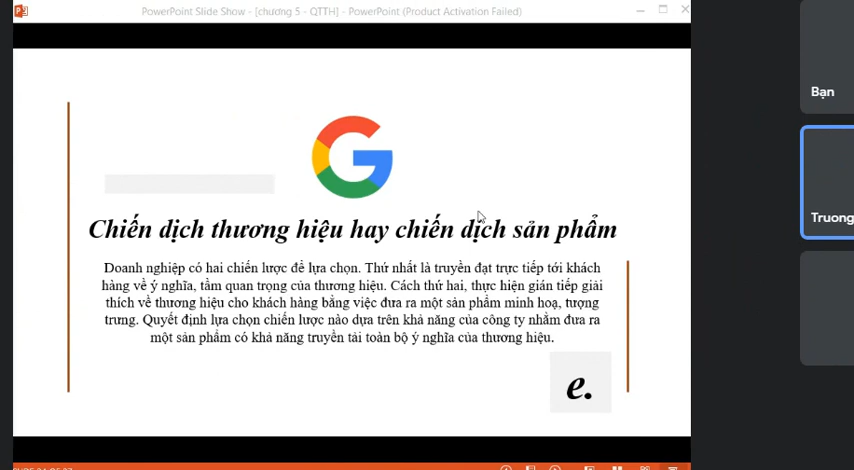 PowerPoint Slide Show - [chương 5 - QTTH] - PowerPoint (Product Activation Failed)
Bạn
Chiến dịch thương hiệu hay chiến dịch sản phẩm
Truong
Doanh nghiệp có hai chiến lược để lựa chọn. Thứ nhất là truyền đạt trực tiếp tới khách
hàng về ý nghĩa, tầm quan trọng của thương hiệu. Cách thứ hai, thực hiện gián tiếp giải
thích về thương hiệu cho khách hàng bằng việc đưa ra một sản phẩm minh hoạ, tượng
trưng. Quyết định lựa chọn chiến lược nào dựa trên khả năng của công ty nhằm đưa ra
một sản phẩm có khả năng truyền tải toàn bộ ý nghĩa của thương hiệu.
e.